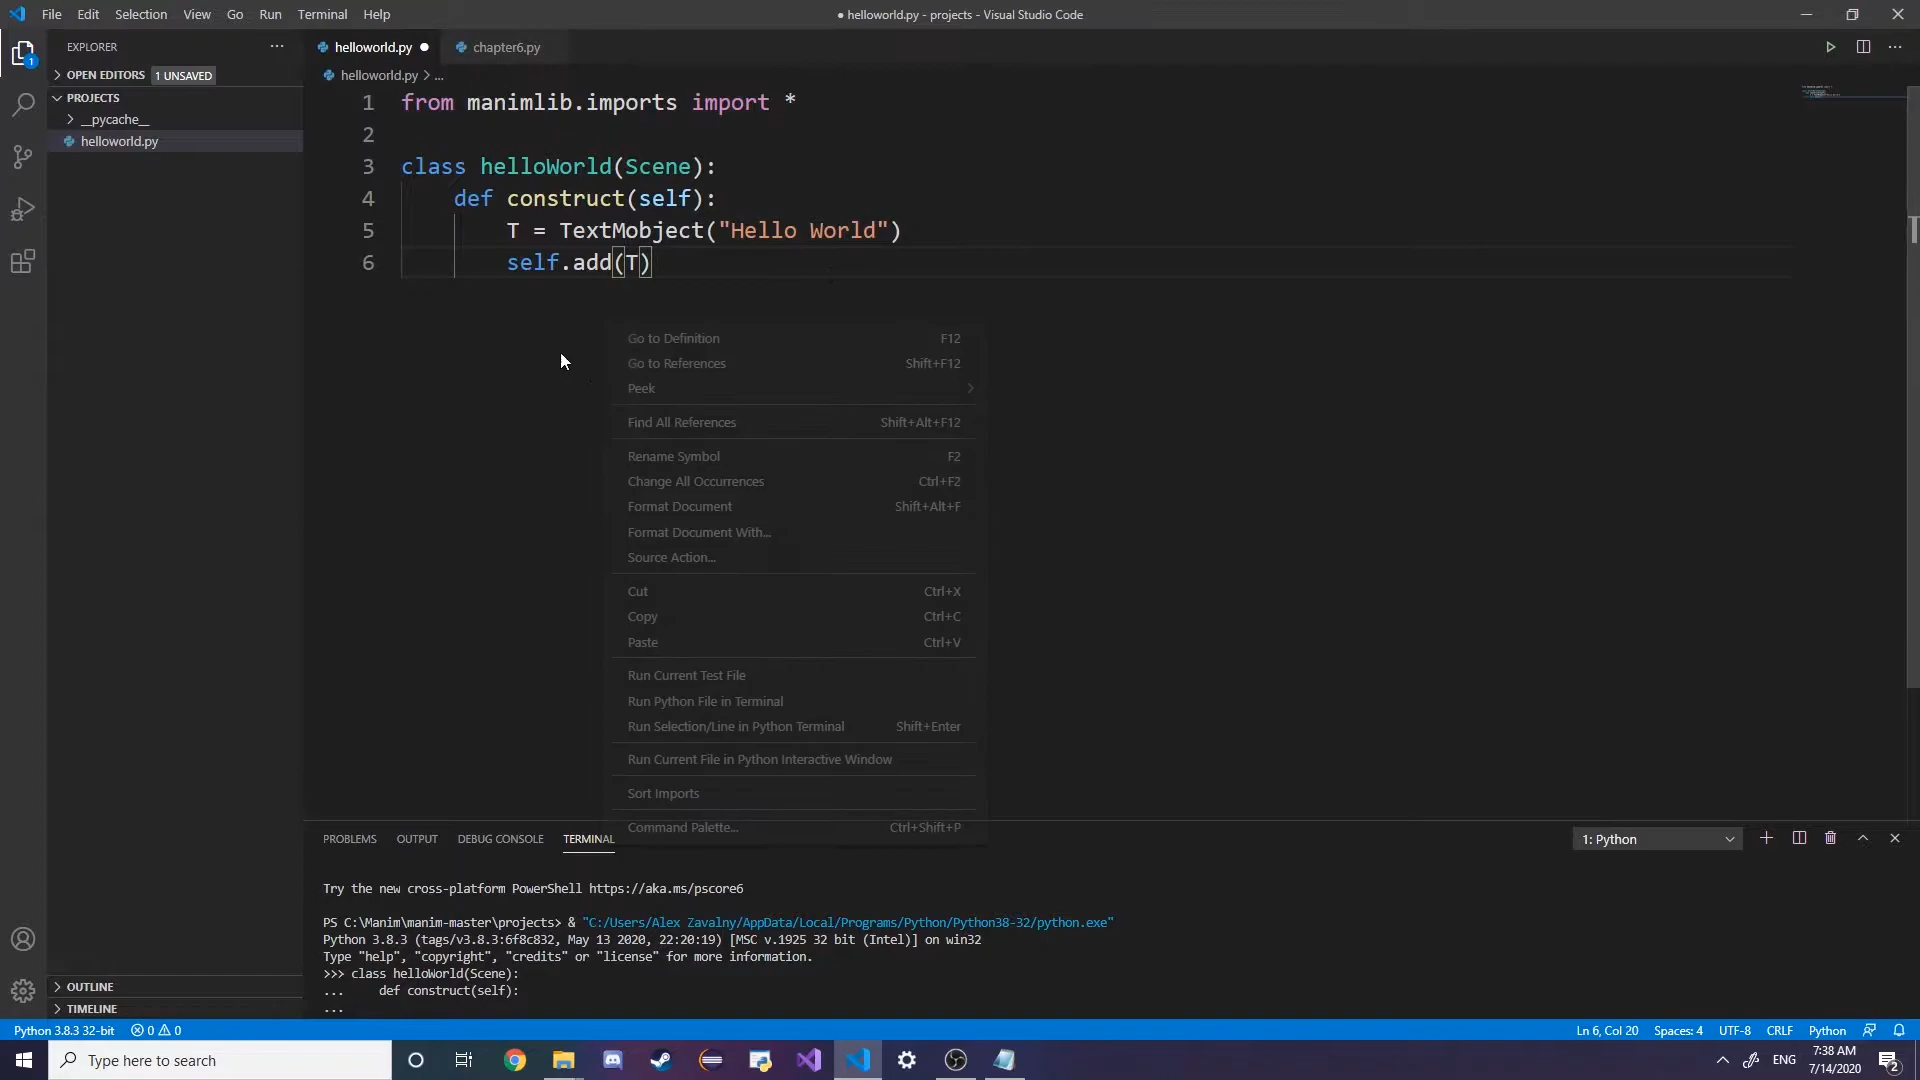 File Edit Selection View Go Run Terminal Help
● helloworld.py - projects - Visual Studio Code
EXPLORER ...
helloworld.py ●
chapter6.py
OPEN EDITORS 1 UNSAVED
helloworld.py > ...
PROJECTS
__pycache__
helloworld.py
1 from manimlib.imports import *
2
3 class helloWorld(Scene):
4 def construct(self):
5 T = TextMobject("Hello World")
6 self.add(T)
Go to Definition F12
Go to References Shift+F12
Peek
Find All References Shift+Alt+F12
Rename Symbol F2
Change All Occurrences Ctrl+F2
Format Document Shift+Alt+F
Format Document With...
Source Action...
Cut Ctrl+X
Copy Ctrl+C
Paste Ctrl+V
Run Current Test File
Run Python File in Terminal
Run Selection/Line in Python Terminal Shift+Enter
Run Current File in Python Interactive Window
Sort Imports
Command Palette... Ctrl+Shift+P
PROBLEMS OUTPUT DEBUG CONSOLE TERMINAL
1: Python
Try the new cross-platform PowerShell https://aka.ms/pscore6
PS C:\Manim\manim-master\projects> & "C:/Users/Alex Zavalny/AppData/Local/Programs/Python/Python38-32/python.exe"
Python 3.8.3 (tags/v3.8.3:6f8c832, May 13 2020, 22:20:19) [MSC v.1925 32 bit (Intel)] on win32
Type "help", "copyright", "credits" or "license" for more information.
>>> class helloWorld(Scene):
... def construct(self):
...
OUTLINE
TIMELINE
Python 3.8.3 32-bit 0 0
Ln 6, Col 20 Spaces: 4 UTF-8 CRLF Python
Type here to search
ENG
7:38 AM
7/14/2020
2
1